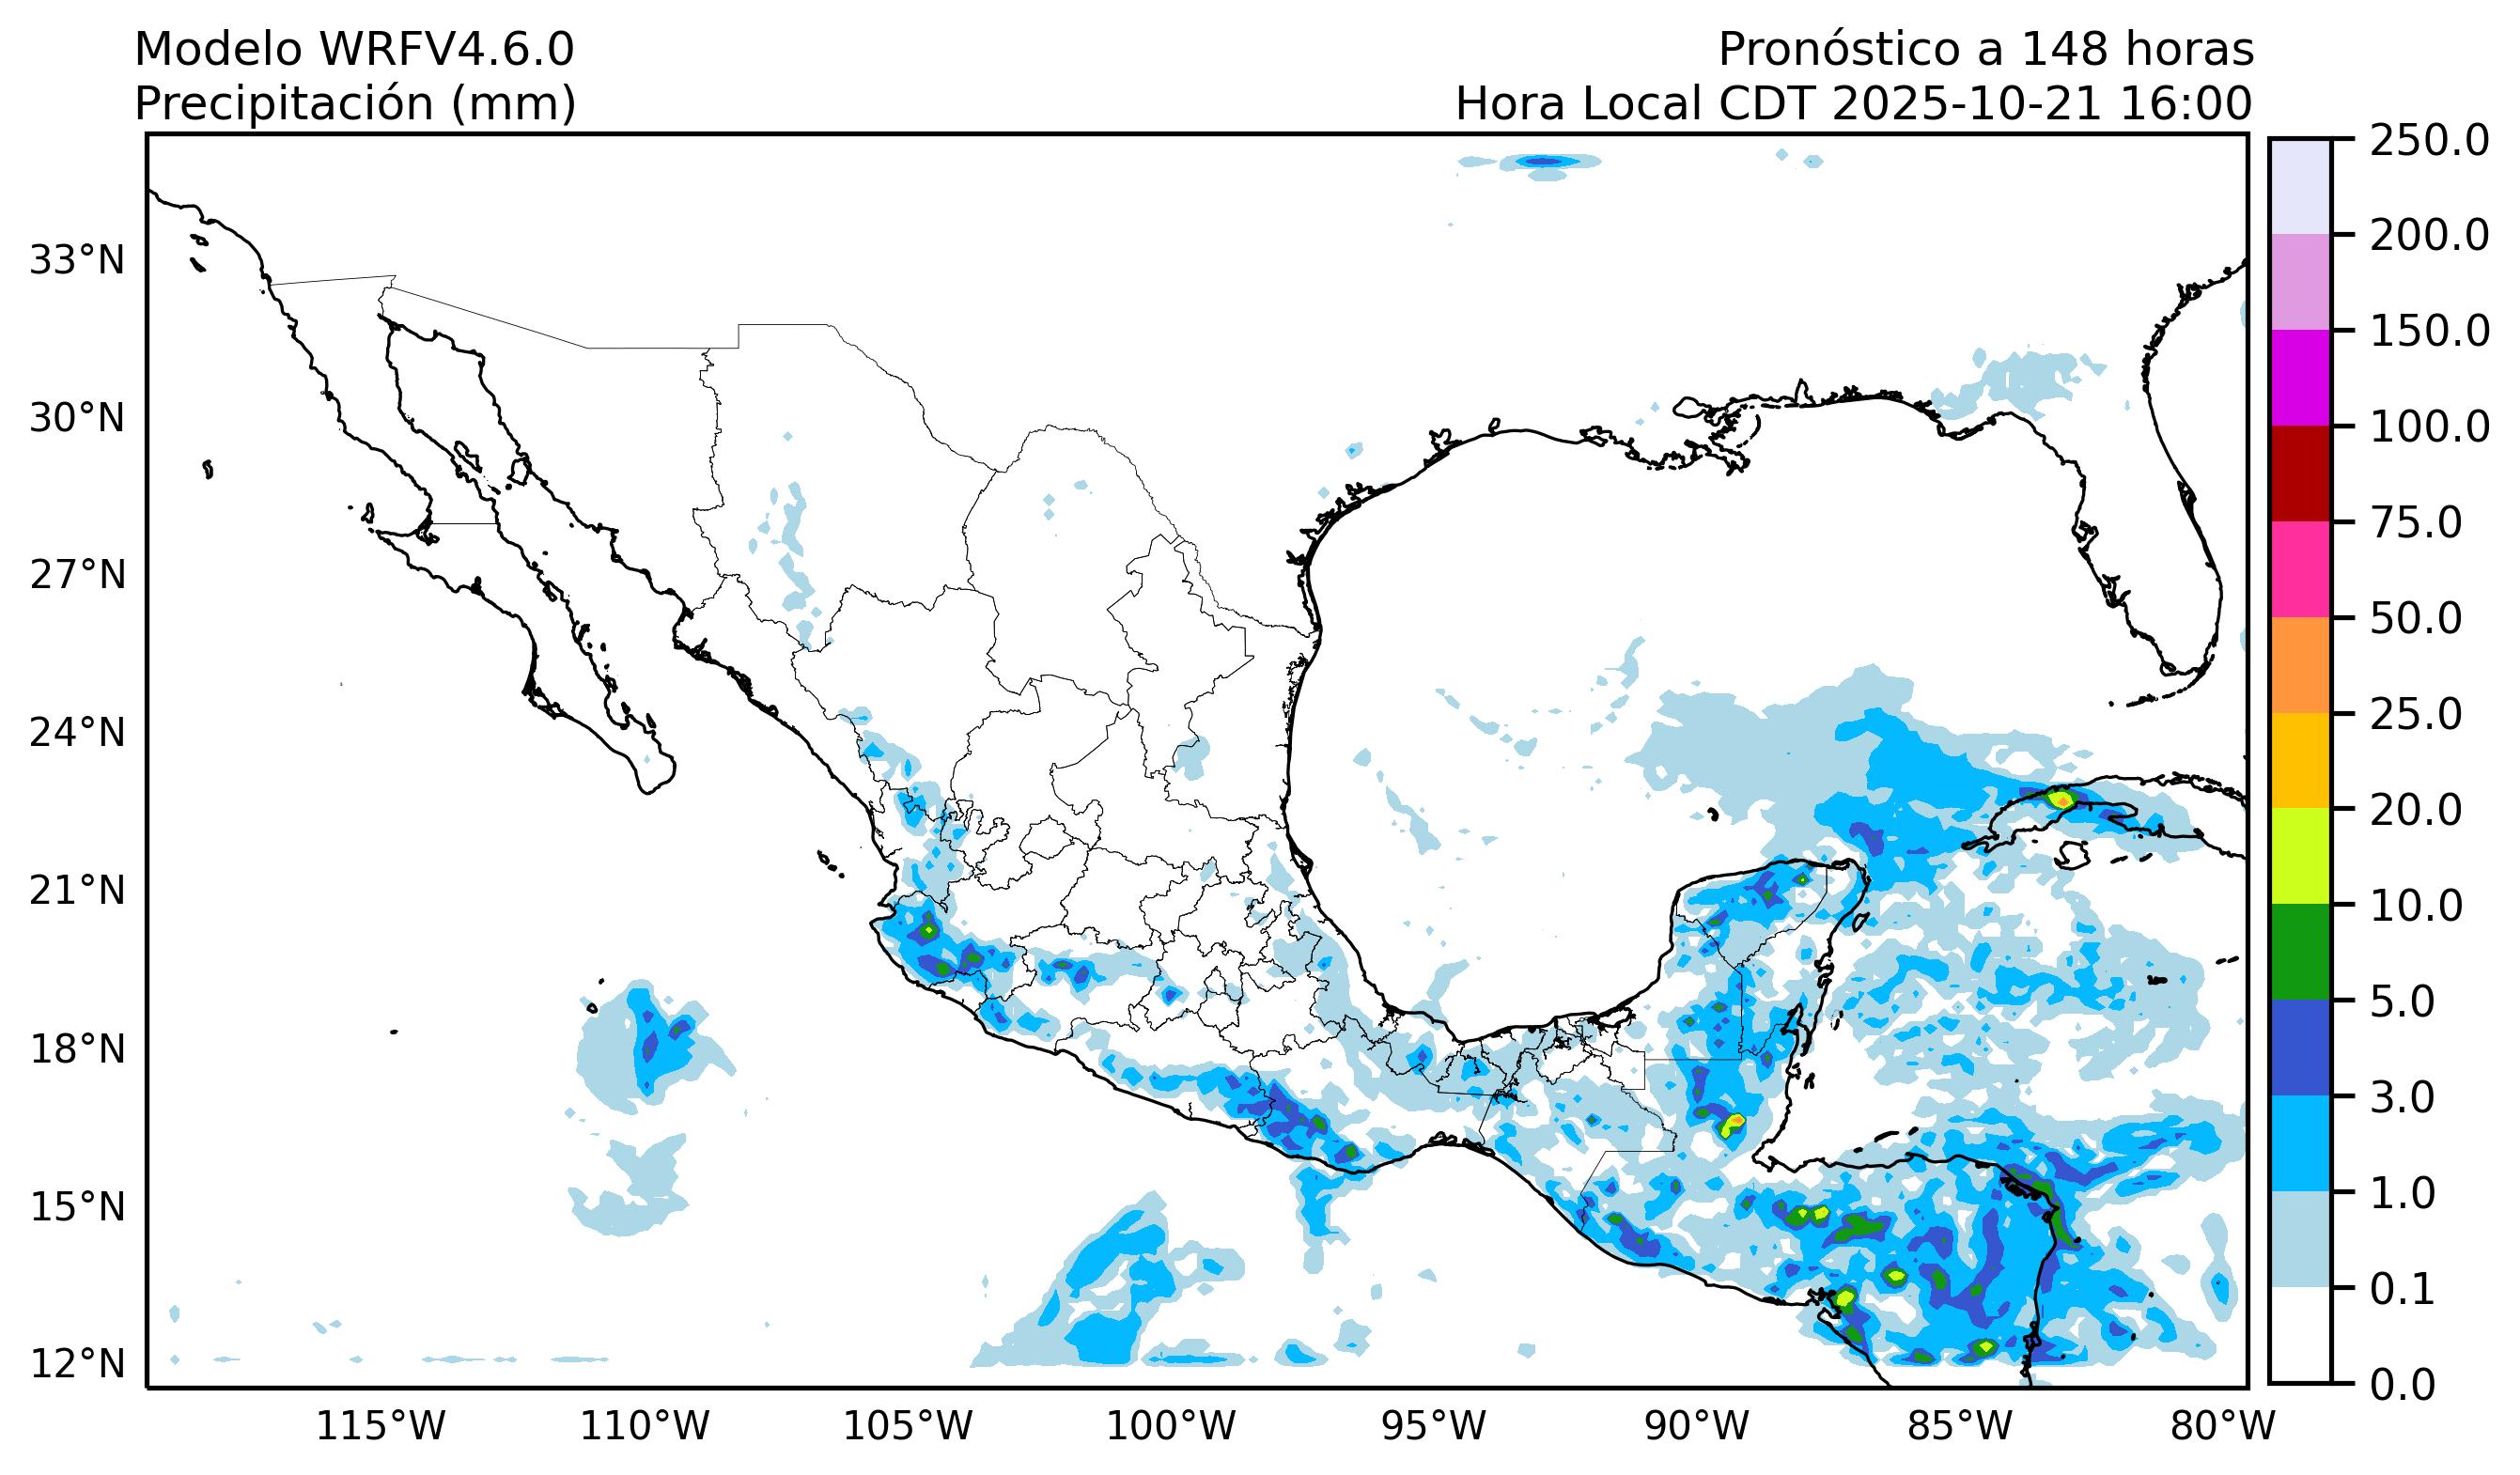 Modelo WRFV4.6.0
Precipitación (mm)
Pronóstico a 148 horas
Hora Local CDT 2025-10-21 16:00
33°N
30°N
27°N
24°N
21°N
18°N
15°N
12°N
115°W
110°W
105°W
100°W
95°W
90°W
85°W
80°W
250.0
200.0
150.0
100.0
75.0
50.0
25.0
20.0
10.0
5.0
3.0
1.0
0.1
0.0